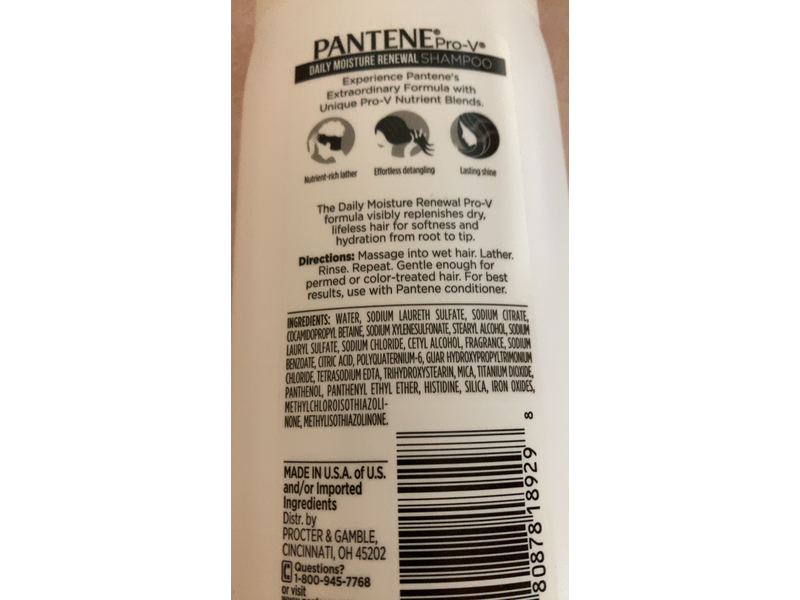 PANTENE® Pro-V®
DAILY MOISTURE RENEWAL SHAMPOO
Experience Pantene's
Extraordinary Formula with
Unique Pro-V Nutrient Blends.
Nutrient-rich lather Effortless detangling Lasting shine
The Daily Moisture Renewal Pro-V
formula visibly replenishes dry,
lifeless hair for softness and
hydration from root to tip.
Directions: Massage into wet hair. Lather.
Rinse. Repeat. Gentle enough for
permed or color-treated hair. For best
results, use with Pantene conditioner.
INGREDIENTS: WATER, SODIUM LAURETH SULFATE, SODIUM CITRATE,
COCAMIDOPROPYL BETAINE, SODIUM XYLENESULFONATE, STEARYL ALCOHOL, SODIUM
LAURYL SULFATE, SODIUM CHLORIDE, CETYL ALCOHOL, FRAGRANCE, SODIUM
BENZOATE, CITRIC ACID, POLYQUATERNIUM-6, GUAR HYDROXYPROPYLTRIMONIUM
CHLORIDE, TETRASODIUM EDTA, TRIHYDROXYSTEARIN, MICA, TITANIUM DIOXIDE,
PANTHENOL, PANTHENYL ETHYL ETHER, HISTIDINE, SILICA, IRON OXIDES,
METHYLCHLOROISOTHIAZOLI-
NONE, METHYLISOTHIAZOLINONE.
MADE IN U.S.A. of U.S.
and/or Imported
Ingredients
Distr. by
PROCTER & GAMBLE,
CINCINNATI, OH 45202
Questions?
1-800-945-7768
or visit
80878 18929 8